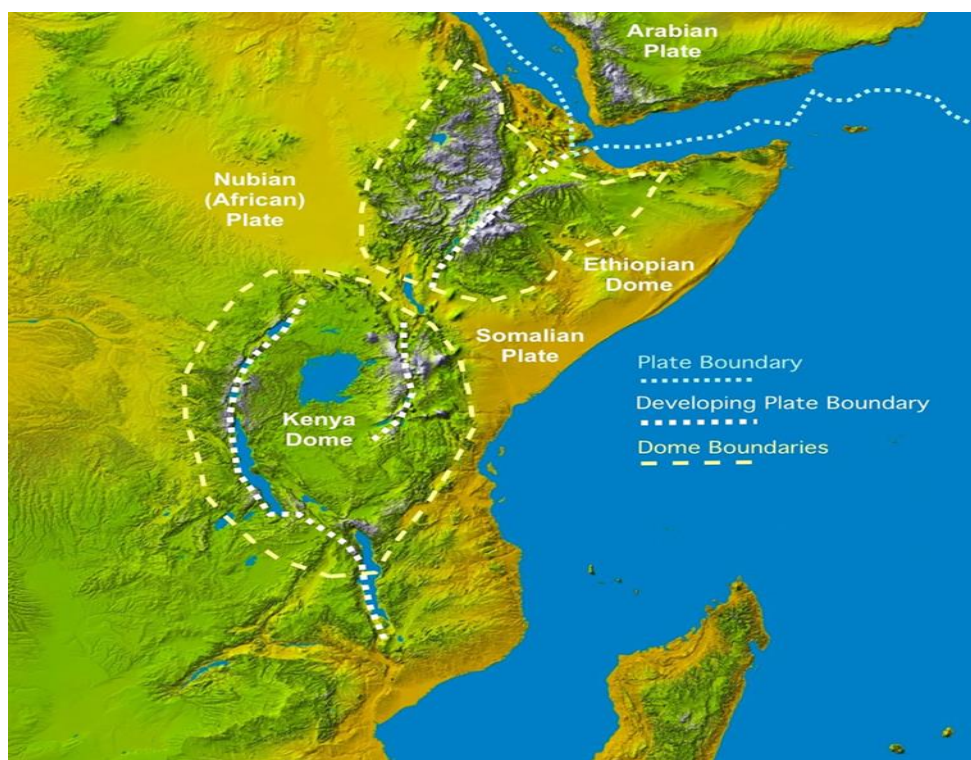 Arabian
Plate
Nubian
(African)
Plate
Ethiopian
Dome
Somalian
Plate
Kenya
Dome
Plate Boundary
Developing Plate Boundary
Dome Boundaries